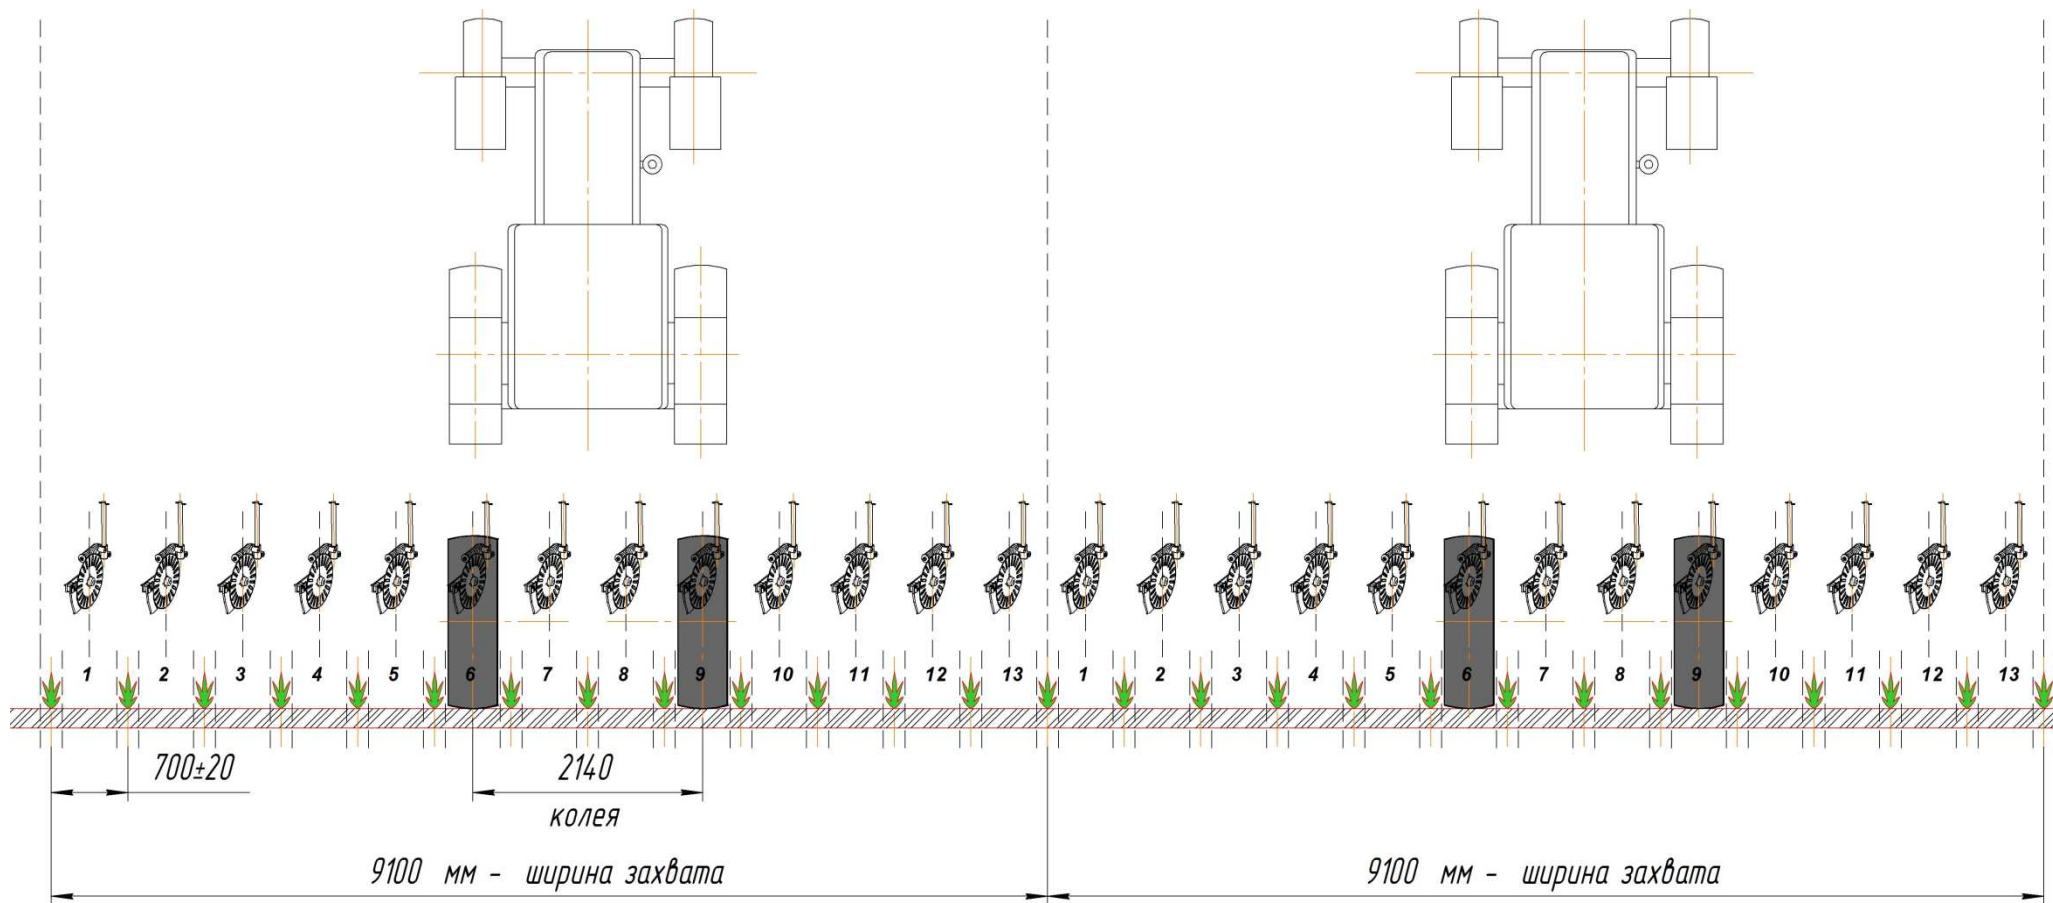 1 2 3 4 5 6 7 8 9 10 11 12 13 1 2 3 4 5 6 7 8 9 10 11 12 13
700±20
2140
колея
9100 мм - ширина захвата
9100 мм - ширина захвата